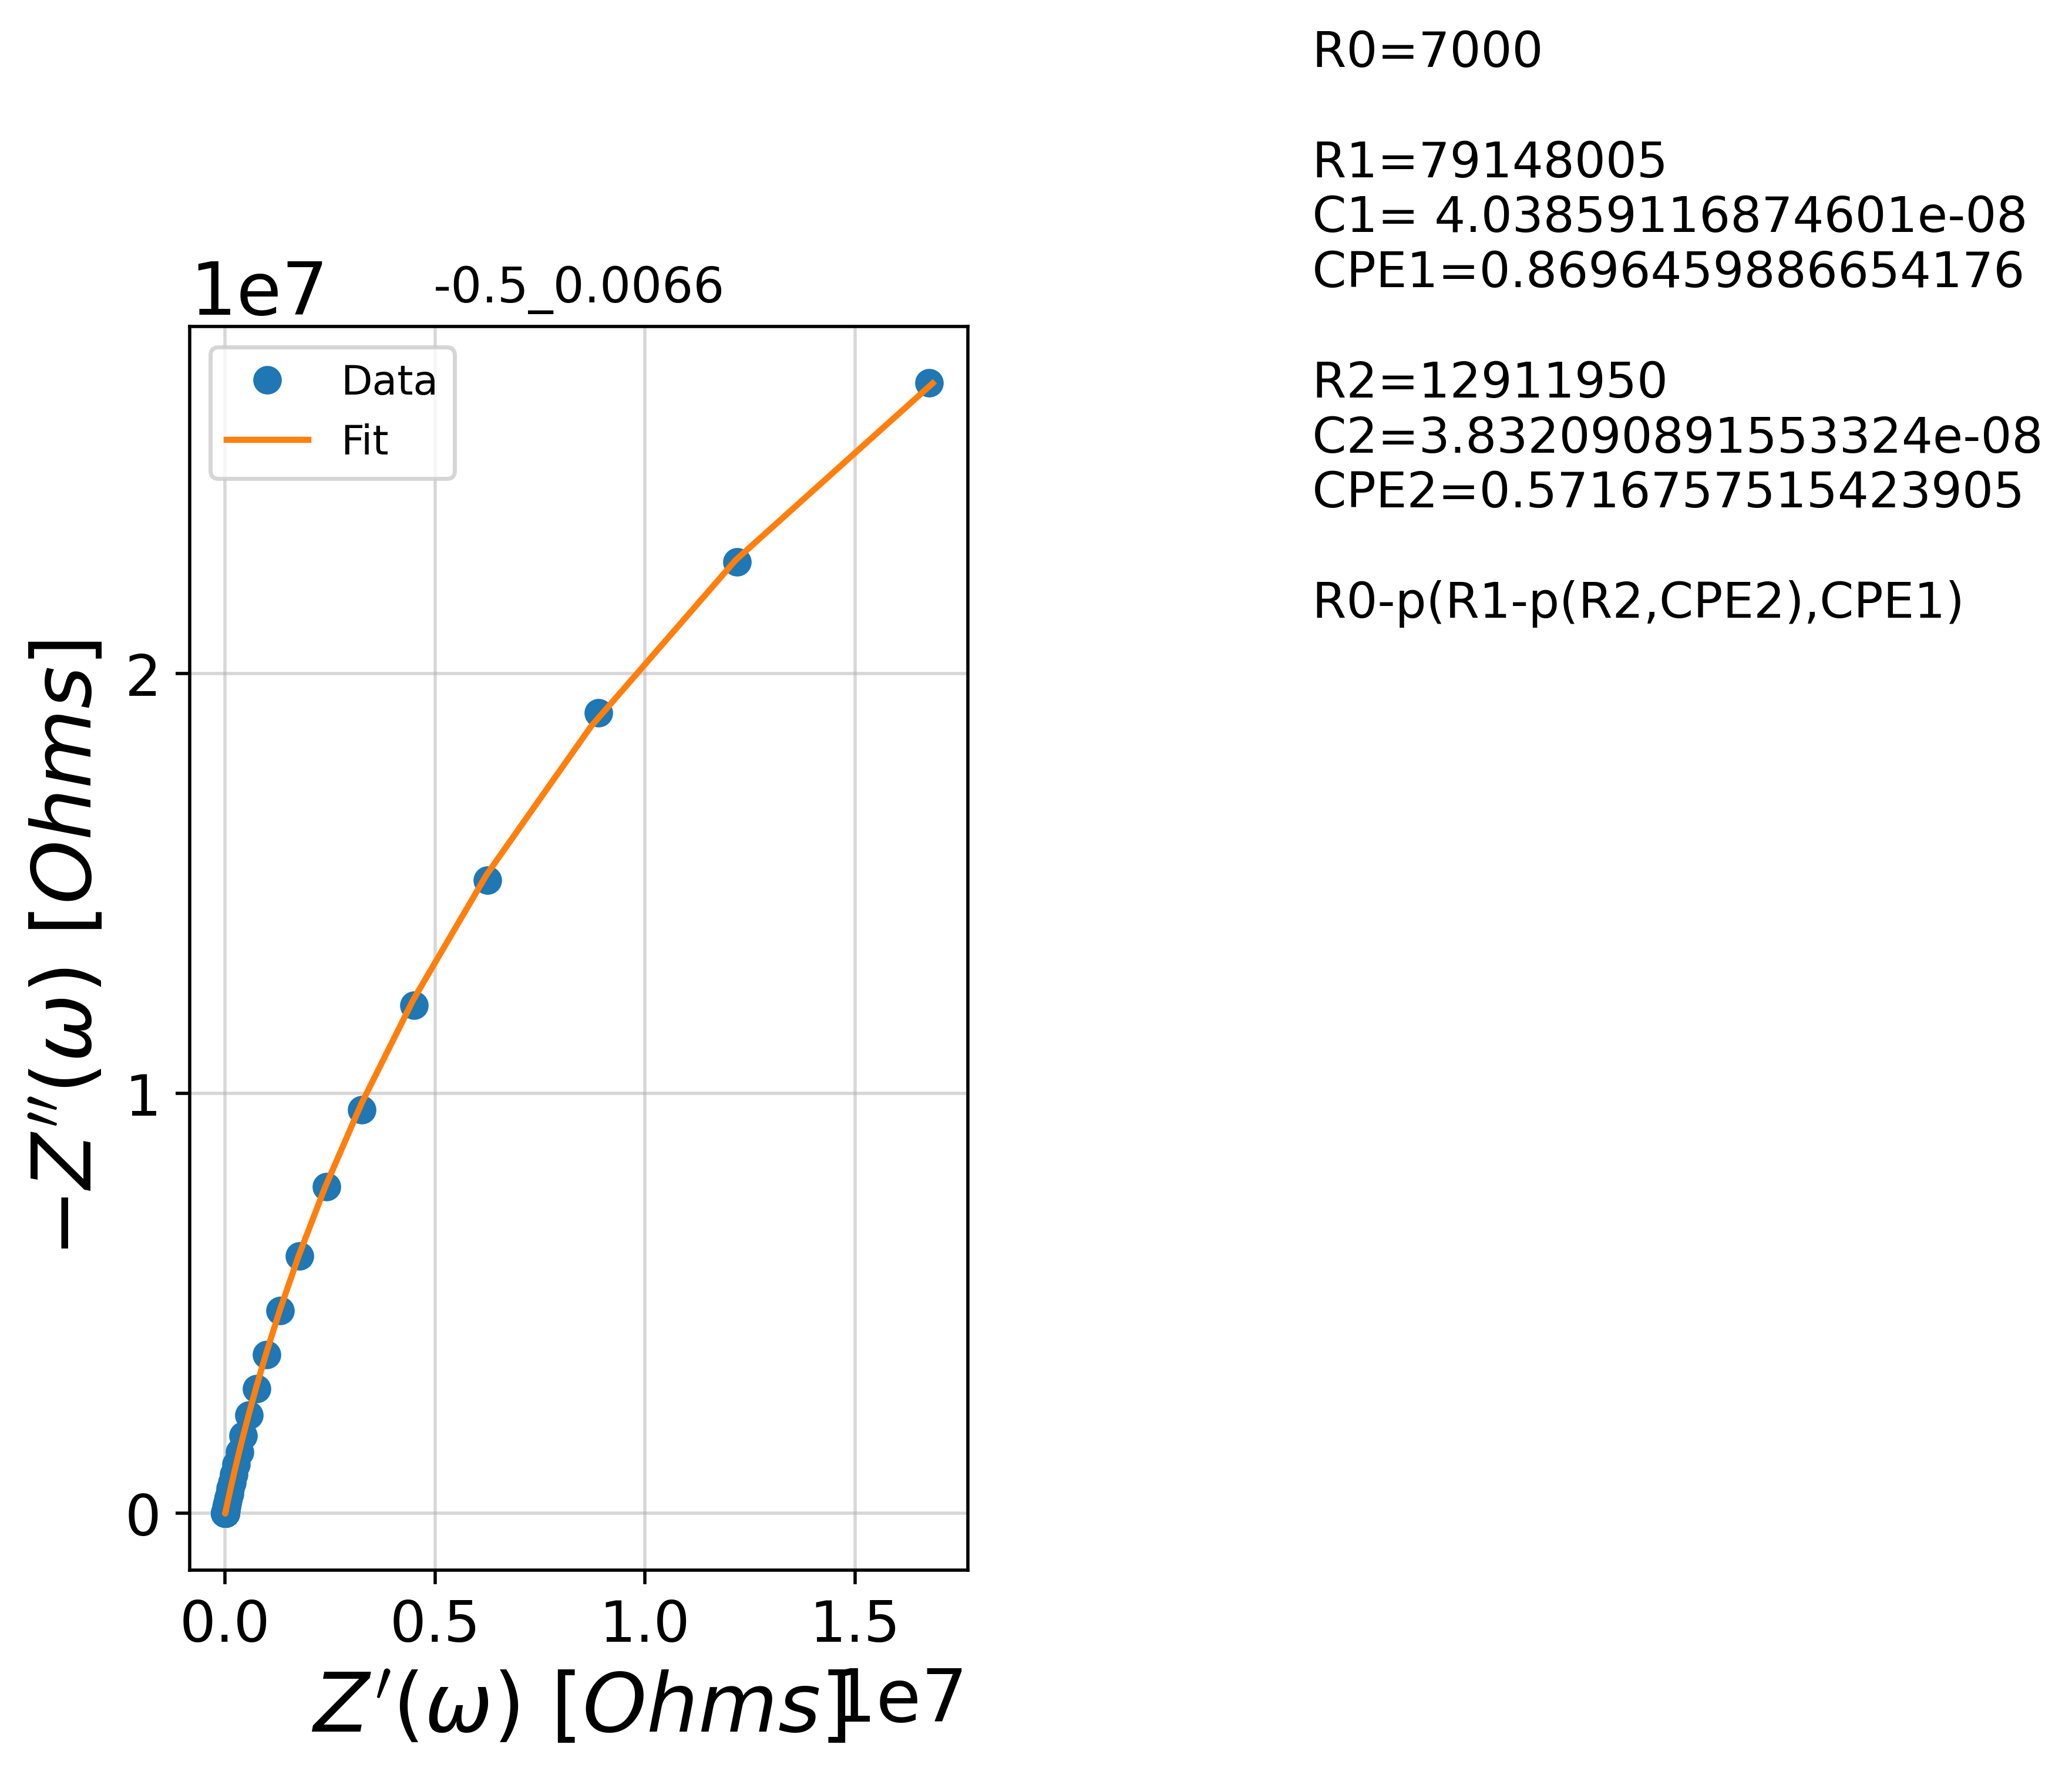 R0=7000
R1=79148005
C1= 4.03859116874601e-08
CPE1=0.8696459886654176
R2=12911950
C2=3.832090891553324e-08
CPE2=0.5716757515423905
R0-p(R1-p(R2,CPE2),CPE1)
1e7
-0.5_0.0066
Data
Fit
2
1
0
−Z′′(ω) [Ohms]
0.0 0.5 1.0 1.5
Z′(ω) [Ohms]
1e7